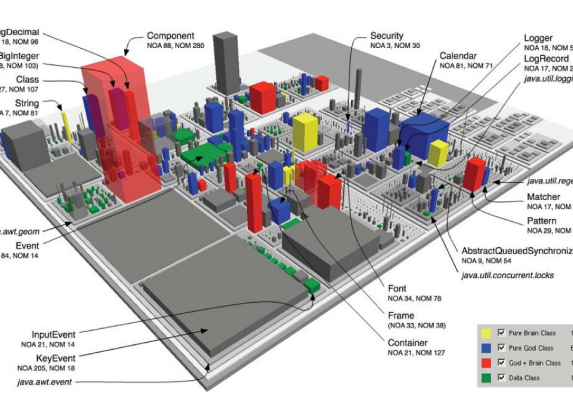 gDecimal
18, NOM 96
BigInteger
8, NOM 103)
Class
27, NOM 107
String
A 7, NOM 81
Component
NOA 88, NOM 280
Security
NOA 3, NOM 30
Calendar
NOA 81, NOM 71
Logger
NOA 18, NOM 5
LogRecord
NOA 17, NOM 2
java.util.loggi
java.util.rege
Matcher
NOA 17, NOM
Pattern
NOA 29, NOM
AbstractQueuedSynchroniz
NOA 9, NOM 54
java.util.concurrent.locks
.awt.geom
Event
84, NOM 14
Font
NOA 34, NOM 78
Frame
(NOA 33, NOM 38)
Container
NOA 21, NOM 127
InputEvent
NOA 21, NOM 14
KeyEvent
NOA 205, NOM 18
java.awt.event
Pure Brain Class
Pure God Class
God + Brain Class
Data Class